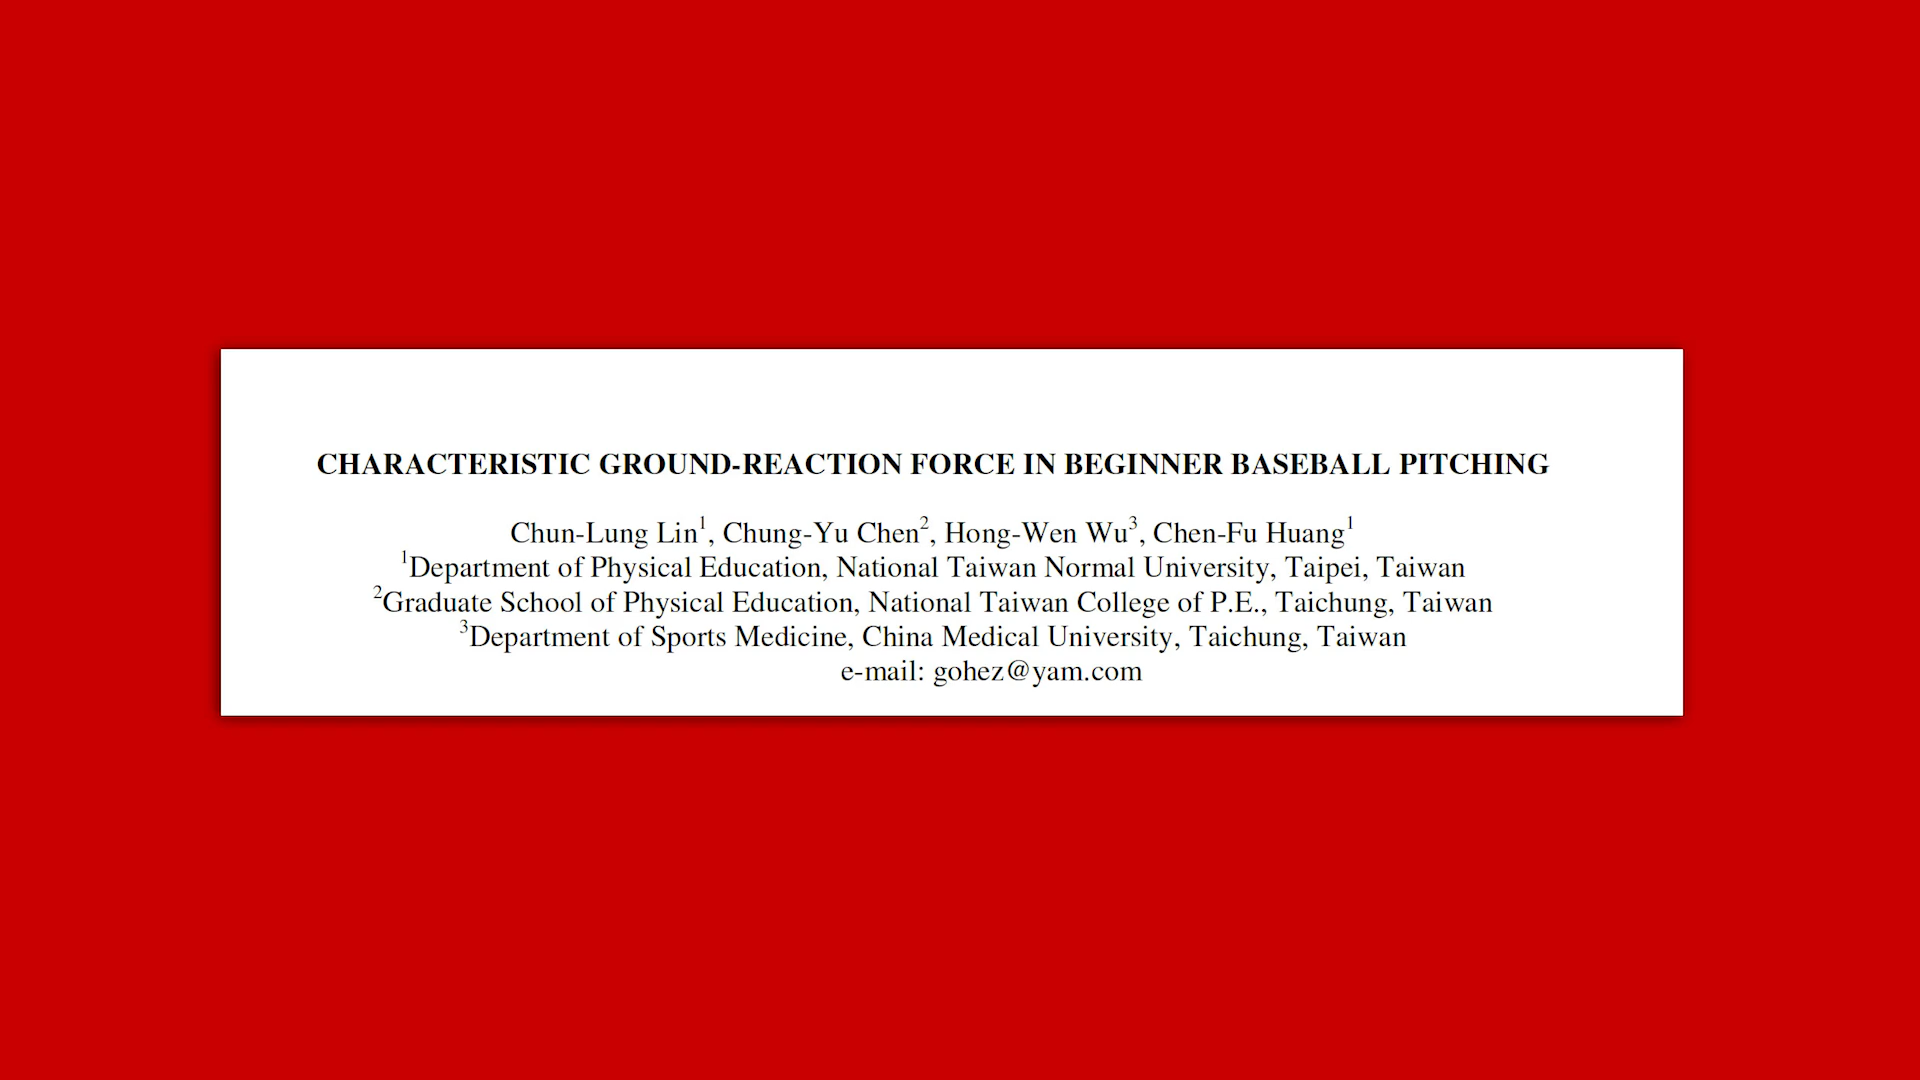 CHARACTERISTIC GROUND-REACTION FORCE IN BEGINNER BASEBALL PITCHING
Chun-Lung Lin¹, Chung-Yu Chen², Hong-Wen Wu³, Chen-Fu Huang¹
¹Department of Physical Education, National Taiwan Normal University, Taipei, Taiwan
²Graduate School of Physical Education, National Taiwan College of P.E., Taichung, Taiwan
³Department of Sports Medicine, China Medical University, Taichung, Taiwan
e-mail: gohez@yam.com